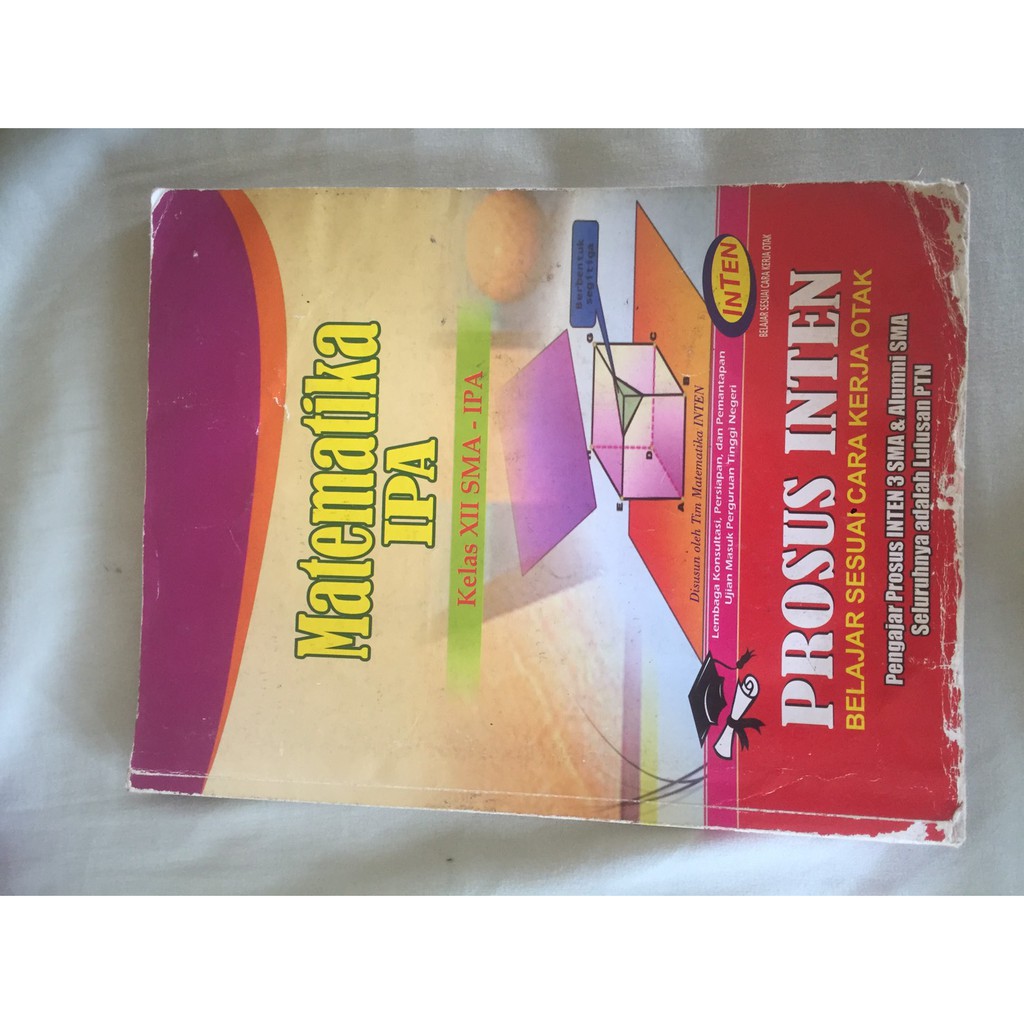 Matematika
IPA
Kelas XII SMA - IPA
Berbentuk
segitiga
G
C
B
D
E
A
Disusun oleh Tim Matematika INTEN
Lembaga Konsultasi, Persiapan, dan Pemantapan
Ujian Masuk Perguruan Tinggi Negeri
INTEN
BELAJAR SESUAI CARA KERJA OTAK
PROSUS INTEN
BELAJAR SESUAI CARA KERJA OTAK
Pengajar Prosus INTEN 3 SMA & Alumni SMA
Seluruhnya adalah Lulusan PTN